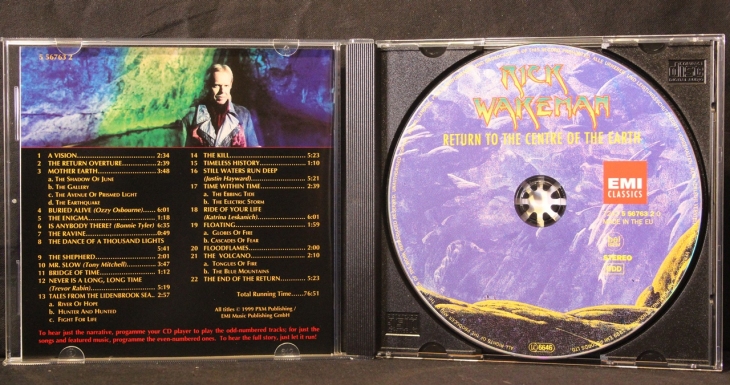 5 56763 2
1 A VISION..................................... 2:34
2 THE RETURN OVERTURE................ 2:39
3 MOTHER EARTH............................ 3:48
a. THE SHADOW OF JUNE
b. THE GALLERY
c. THE AVENUE OF PRISMED LIGHT
d. THE EARTHQUAKE
4 BURIED ALIVE (Ozzy Osbourne)...... 6:01
5 THE ENIGMA.................................. 1:18
6 IS ANYBODY THERE? (Bonnie Tyler) 6:35
7 THE RAVINE.................................. 0:49
8 THE DANCE OF A THOUSAND LIGHTS
5:41
9 THE SHEPHERD.............................. 2:01
10 MR. SLOW (Tony Mitchell)............. 3:47
11 BRIDGE OF TIME........................... 1:12
12 NEVER IS A LONG, LONG TIME
(Trevor Rabin)............................ 5:19
13 TALES FROM THE LIDENBROOK SEA.. 2:57
a. RIVER OF HOPE
b. HUNTER AND HUNTED
c. FIGHT FOR LIFE
14 THE KILL...................................... 5:23
15 TIMELESS HISTORY........................ 1:10
16 STILL WATERS RUN DEEP
(Justin Hayward)......................... 5:21
17 TIME WITHIN TIME....................... 2:39
a. THE EBBING TIDE
b. THE ELECTRIC STORM
18 RIDE OF YOUR LIFE
(Katrina Leskanich)...................... 6:01
19 FLOATING..................................... 1:59
a. GLOBES OF FIRE
b. CASCADES OF FEAR
20 FLOODFLAMES............................... 2:00
21 THE VOLCANO.............................. 2:10
a. TONGUES OF FIRE
b. THE BLUE MOUNTAINS
22 THE END OF THE RETURN.............. 5:23
Total Running Time...... 76:51
All titles © 1999 PXM Publishing /
EMI Music Publishing GmbH
To hear just the narrative, programme your CD player to play the odd-numbered tracks; for just the
songs and featured music, programme the even-numbered ones. To hear the full story, just let it run!
RICK
WAKEMAN
RETURN TO THE CENTRE OF THE EARTH
EMI
CLASSICS
5 56763 2
MADE IN THE EU
STEREO
DDD
LC 6646